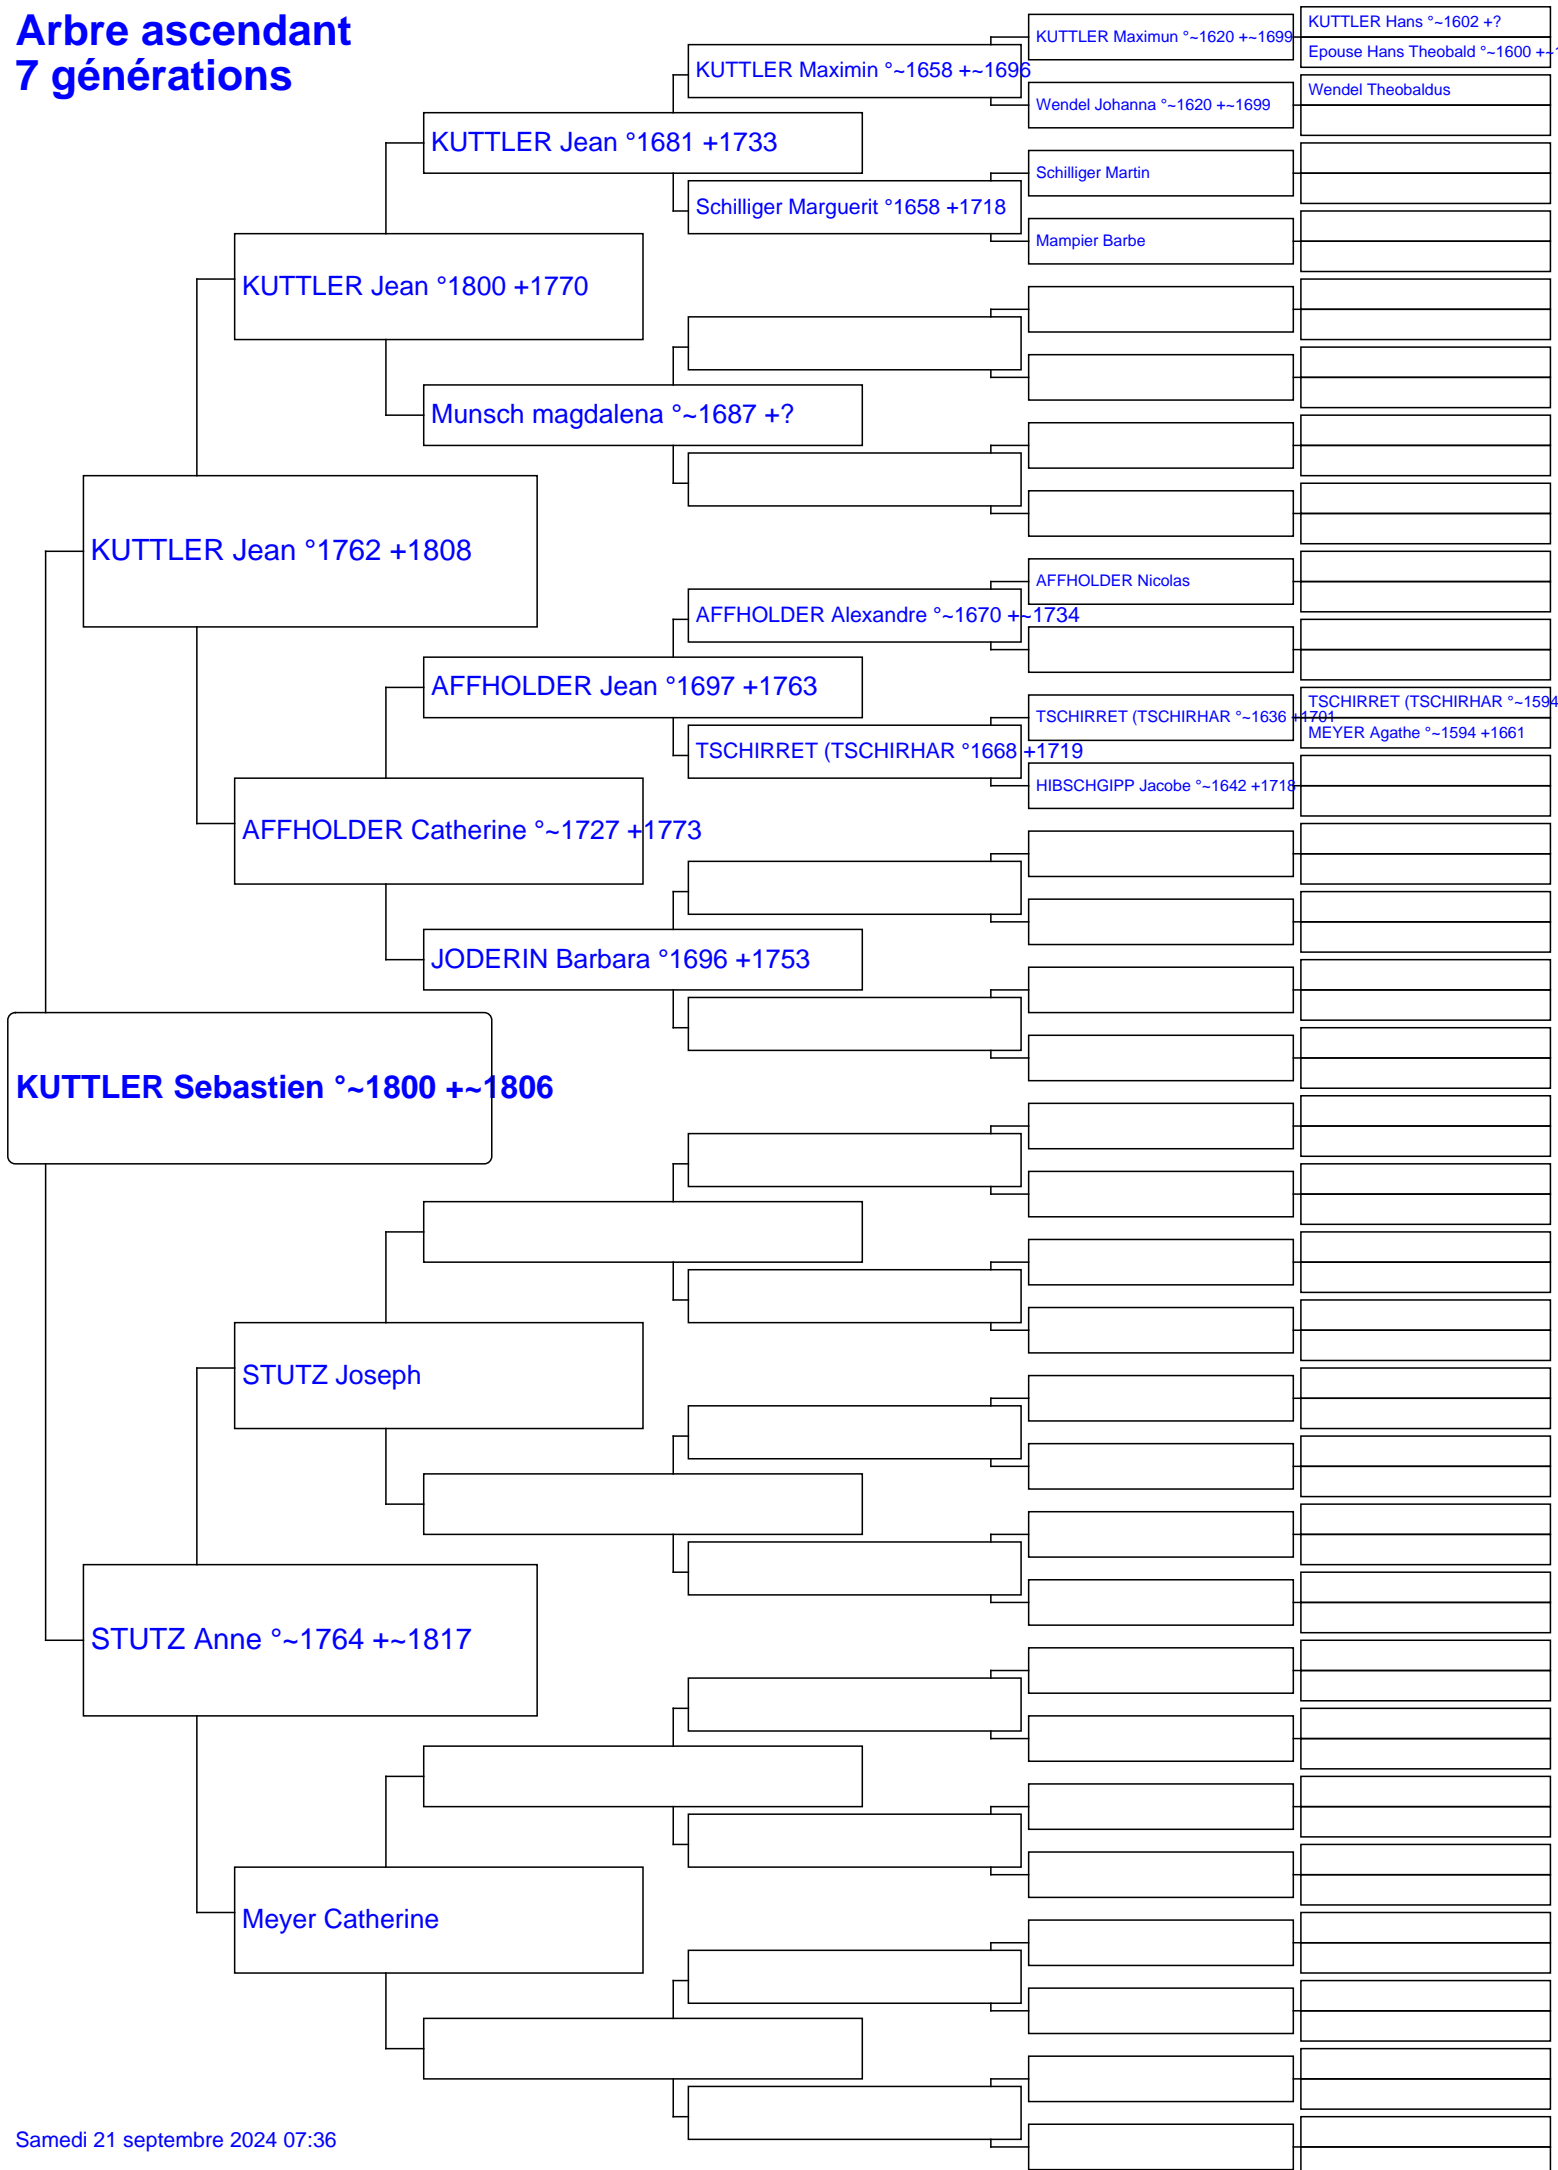 Arbre ascendant
7 générations
KUTTLER Hans °~1602 +?
KUTTLER Maximun °~1620 +~1699
Epouse Hans Theobald °~1600 +~
KUTTLER Maximin °~1658 +~1696
Wendel Theobaldus
Wendel Johanna °~1620 +~1699
KUTTLER Jean °1681 +1733
Schilliger Martin
Schilliger Marguerit °1658 +1718
Mampier Barbe
KUTTLER Jean °1800 +1770
Munsch magdalena °~1687 +?
KUTTLER Jean °1762 +1808
AFFHOLDER Nicolas
AFFHOLDER Alexandre °~1670 +~1734
AFFHOLDER Jean °1697 +1763
TSCHIRRET (TSCHIRHAR °~1594
TSCHIRRET (TSCHIRHAR °~1636 +1701
MEYER Agathe °~1594 +1661
TSCHIRRET (TSCHIRHAR °1668 +1719
HIBSCHGIPP Jacobe °~1642 +1718
AFFHOLDER Catherine °~1727 +1773
JODERIN Barbara °1696 +1753
KUTTLER Sebastien °~1800 +~1806
STUTZ Joseph
STUTZ Anne °~1764 +~1817
Meyer Catherine
Samedi 21 septembre 2024 07:36